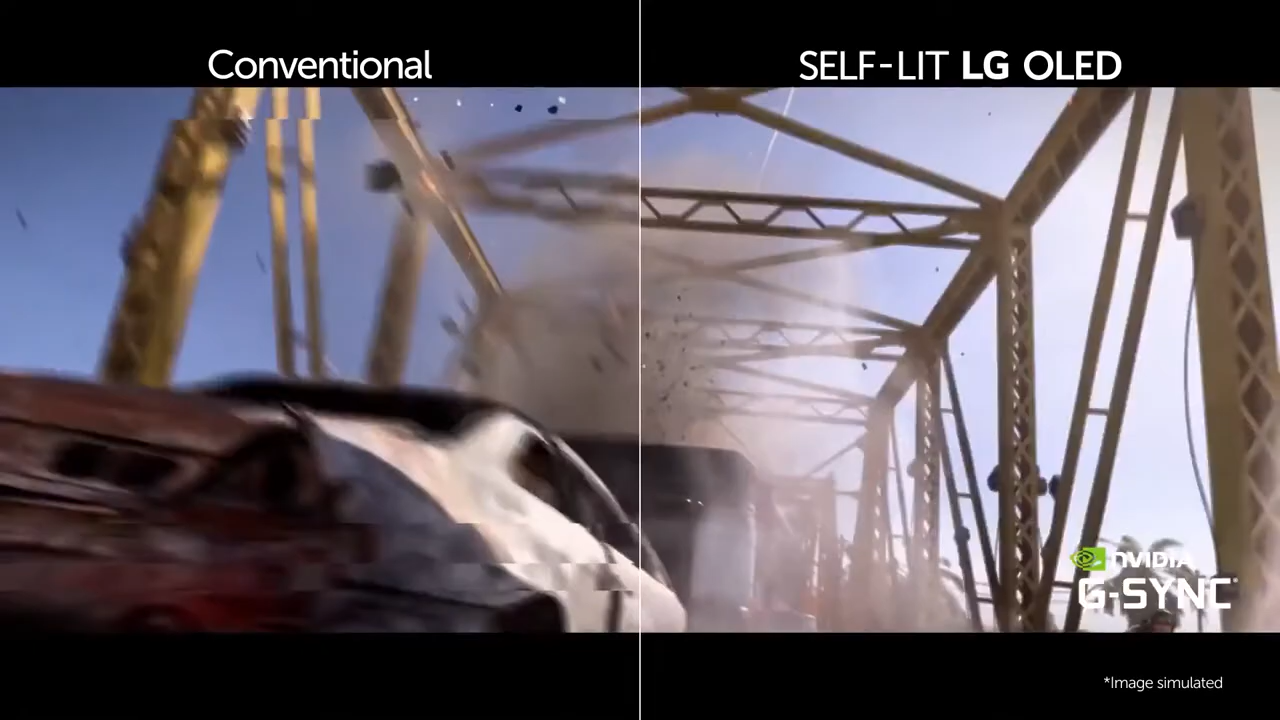 Conventional
SELF-LIT LG OLED
NVIDIA
G-SYNC
*Image simulated